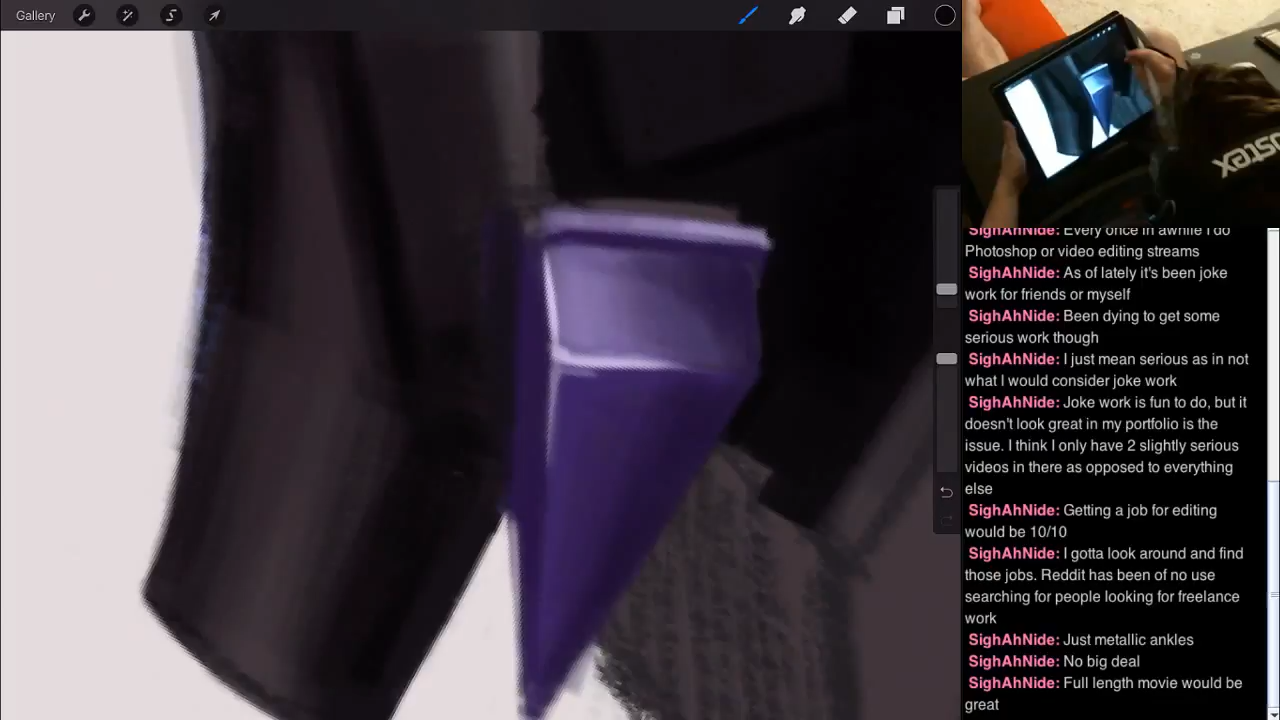 Gallery
SighAhNide: Every once in awhile I do
Photoshop or video editing streams
SighAhNide: As of lately it's been joke
work for friends or myself
SighAhNide: Been dying to get some
serious work though
SighAhNide: I just mean serious as in not
what I would consider joke work
SighAhNide: Joke work is fun to do, but it
doesn't look great in my portfolio is the
issue. I think I only have 2 slightly serious
videos in there as opposed to everything
else
SighAhNide: Getting a job for editing
would be 10/10
SighAhNide: I gotta look around and find
those jobs. Reddit has been of no use
searching for people looking for freelance
work
SighAhNide: Just metallic ankles
SighAhNide: No big deal
SighAhNide: Full length movie would be
great